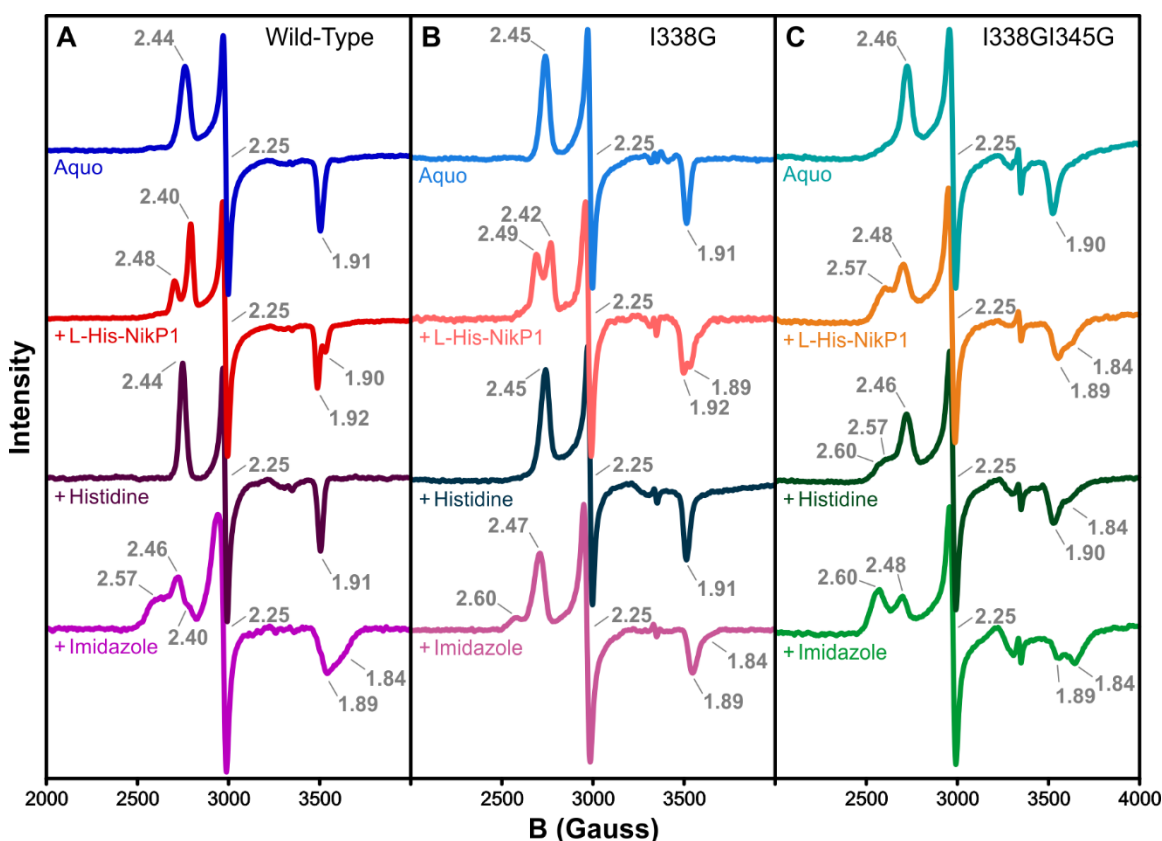 A
Wild-Type
2.44
2.25
Aquo
1.91
2.40
2.48
2.25
+ L-His-NikP1
1.90
1.92
2.44
2.25
+ Histidine
1.91
2.46
2.57
2.40
2.25
+ Imidazole
1.84
1.89
B
I338G
2.45
2.25
Aquo
1.91
2.42
2.49
2.25
+ L-His-NikP1
1.89
1.92
2.45
2.25
+ Histidine
1.91
2.47
2.60
2.25
+ Imidazole
1.84
1.89
C
I338GI345G
2.46
2.25
Aquo
1.90
2.48
2.57
2.25
+ L-His-NikP1
1.84
1.89
2.46
2.57
2.60
2.25
+ Histidine
1.84
1.90
2.60
2.48
2.25
+ Imidazole
1.89
1.84
Intensity
2000 2500 3000 3500 2500 3000 3500 2500 3000 3500 4000
B (Gauss)